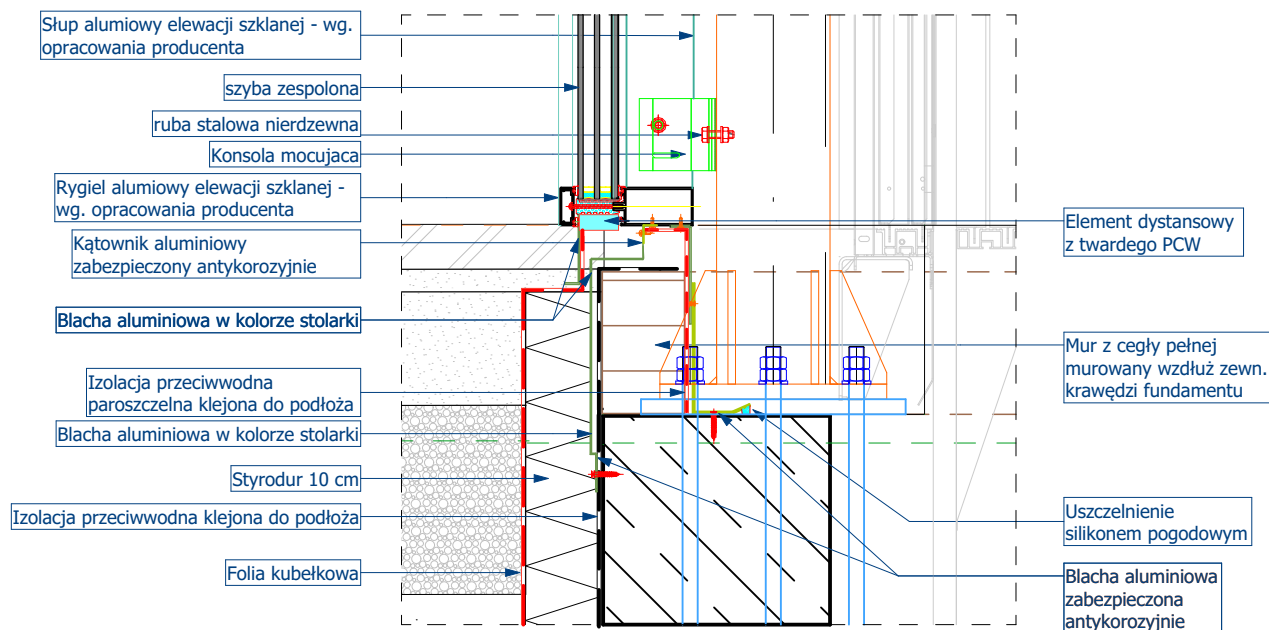 Słup alumiowy elewacji szklanej - wg.
opracowania producenta
szyba zespolona
ruba stalowa nierdzewna
Konsola mocujaca
Rygiel alumiowy elewacji szklanej -
wg. opracowania producenta
Kątownik aluminiowy
zabezpieczony antykorozyjnie
Blacha aluminiowa w kolorze stolarki
Izolacja przeciwwodna
paroszczelna klejona do podłoża
Blacha aluminiowa w kolorze stolarki
Styrodur 10 cm
Izolacja przeciwwodna klejona do podłoża
Folia kubełkowa
Element dystansowy
z twardego PCW
Mur z cegły pełnej
murowany wzdłuż zewn.
krawędzi fundamentu
Uszczelnienie
silikonem pogodowym
Blacha aluminiowa
zabezpieczona
antykorozyjnie